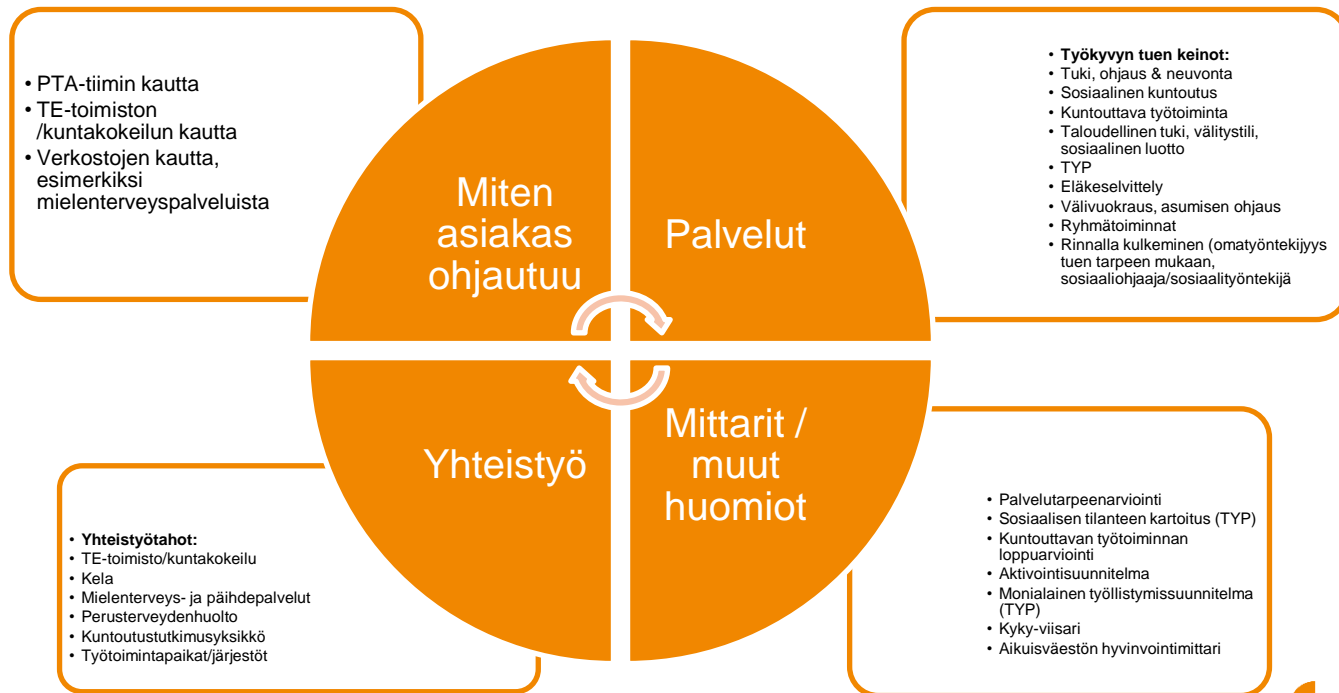 • PTA-tiimin kautta
• TE-toimiston
/kuntakokeilun kautta
• Verkostojen kautta,
esimerkiksi
mielenterveyspalveluista
Miten
asiakas
ohjautuu
Palvelut
• Työkyvyn tuen keinot:
• Tuki, ohjaus & neuvonta
• Sosiaalinen kuntoutus
• Kuntouttava työtoiminta
• Taloudellinen tuki, välitystili,
sosiaalinen luotto
• TYP
• Eläkeselvittely
• Välivuokraus, asumisen ohjaus
• Ryhmätoiminnat
• Rinnalla kulkeminen (omatyöntekijyys
tuen tarpeen mukaan,
sosiaaliohjaaja/sosiaalityöntekijä
Yhteistyö
Mittarit /
muut
huomiot
• Yhteistyötahot:
• TE-toimisto/kuntakokeilu
• Kela
• Mielenterveys- ja päihdepalvelut
• Perusterveydenhuolto
• Kuntoutustutkimusyksikkö
• Työtoimintapaikat/järjestöt
• Palvelutarpeenarviointi
• Sosiaalisen tilanteen kartoitus (TYP)
• Kuntouttavan työtoiminnan
loppuarviointi
• Aktivointisuunnitelma
• Monialainen työllistymissuunnitelma
(TYP)
• Kyky-viisari
• Aikuisväestön hyvinvointimittari